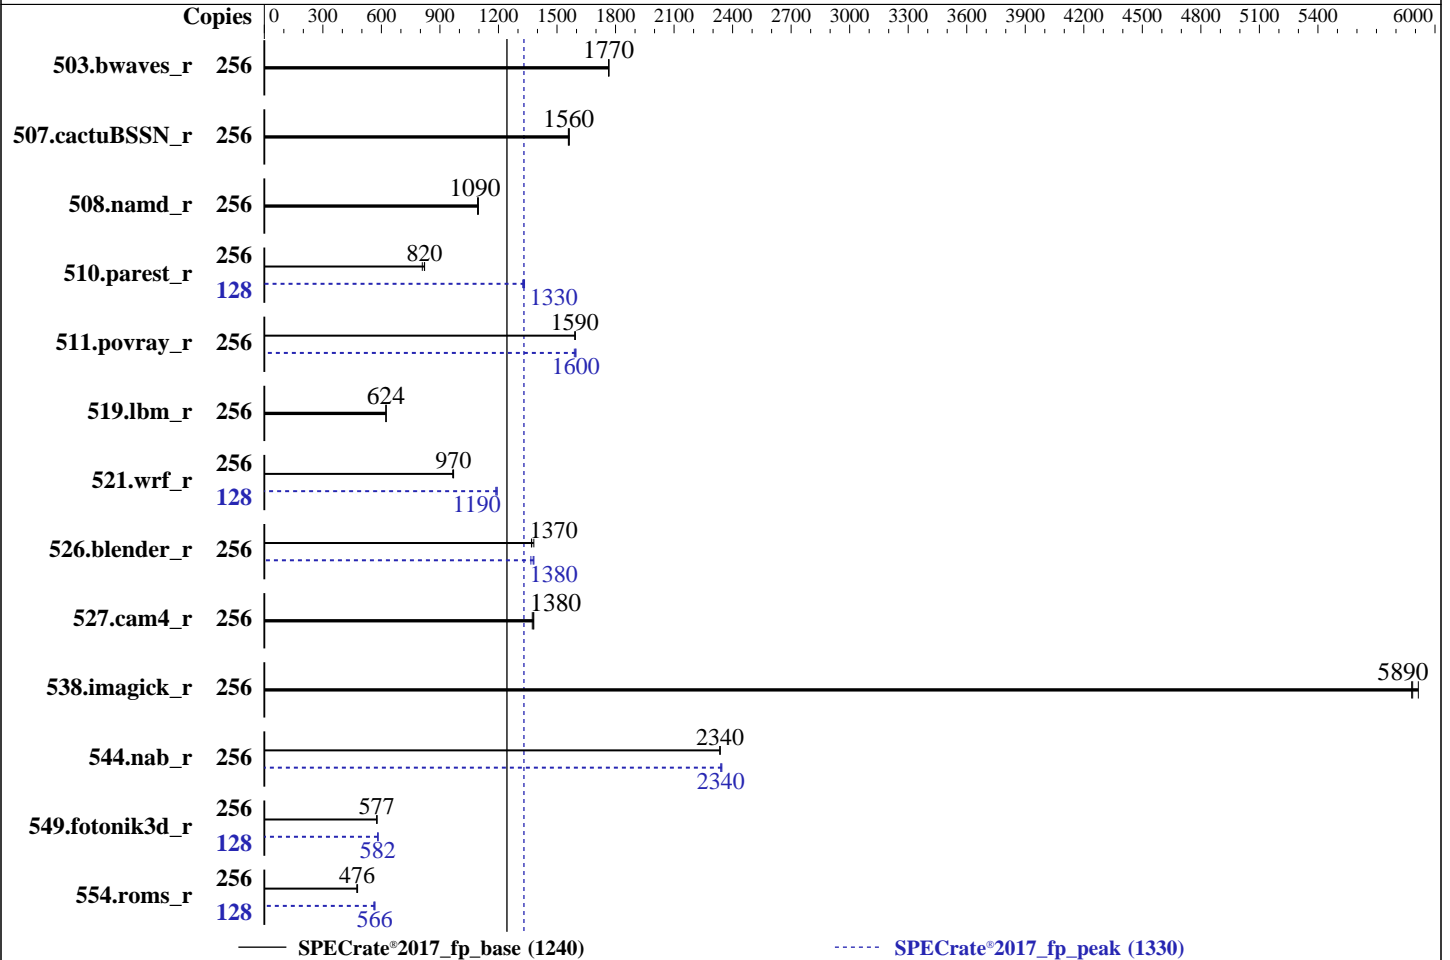 Copies 0 300 600 900 1200 1500 1800 2100 2400 2700 3000 3300 3600 3900 4200 4500 4800 5100 5400 6000
503.bwaves_r 256 1770
507.cactuBSSN_r 256 1560
508.namd_r 256 1090
510.parest_r 256 820
128 1330
511.povray_r 256 1590
1600
519.lbm_r 256 624
521.wrf_r 256 970
128 1190
526.blender_r 256 1370
1380
527.cam4_r 256 1380
538.imagick_r 256 5890
544.nab_r 256 2340
2340
549.fotonik3d_r 256 577
128 582
554.roms_r 256 476
128 566
SPECrate®2017_fp_base (1240) SPECrate®2017_fp_peak (1330)